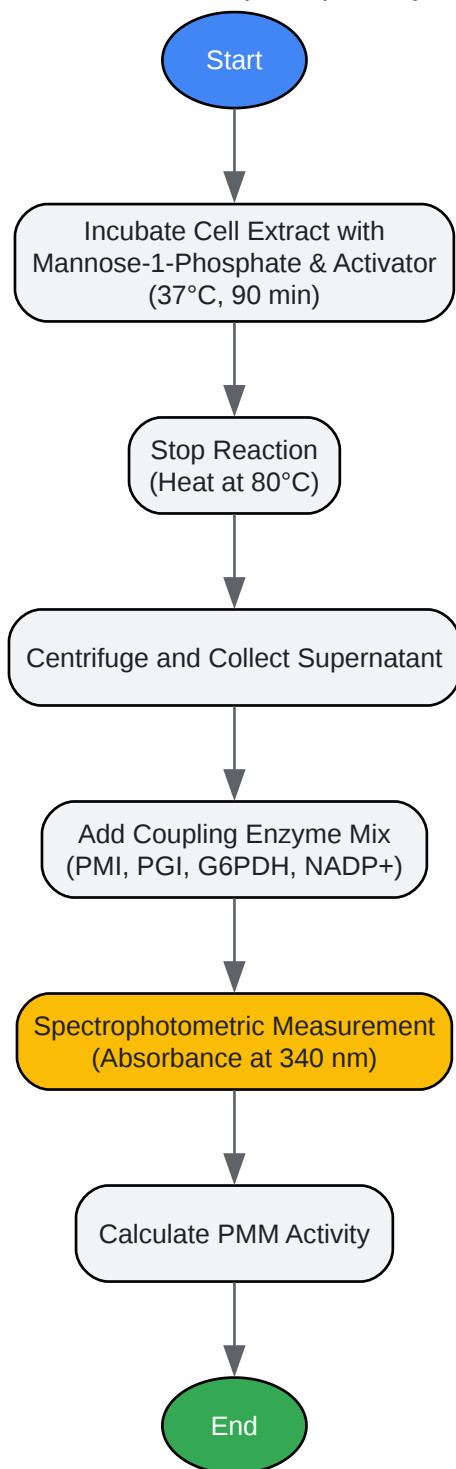 Start
Incubate Cell Extract with
Mannose-1-Phosphate & Activator
(37°C, 90 min)
Stop Reaction
(Heat at 80°C)
Centrifuge and Collect Supernatant
Add Coupling Enzyme Mix
(PMI, PGI, G6PDH, NADP+)
Spectrophotometric Measurement
(Absorbance at 340 nm)
Calculate PMM Activity
End